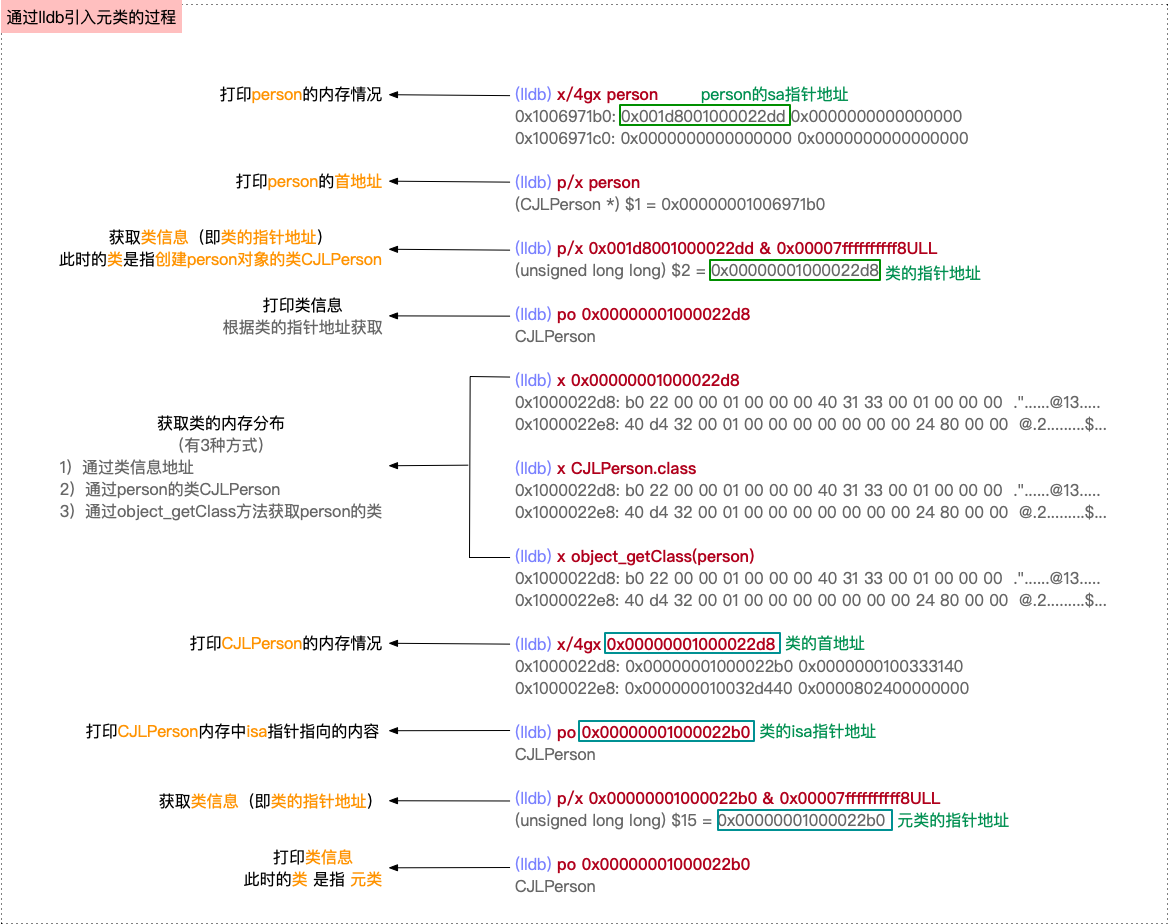 通过lldb引入元类的过程
打印person的内存情况
(lldb) x/4gx person person的sa指针地址
0x1006971b0: 0x001d8001000022dd 0x0000000000000000
0x1006971c0: 0x0000000000000000 0x0000000000000000
打印person的首地址
(lldb) p/x person
(CJLPerson *) $1 = 0x00000001006971b0
获取类信息（即类的指针地址）
此时的类是指创建person对象的类CJLPerson
(lldb) p/x 0x001d8001000022dd & 0x00007ffffffffff8ULL
(unsigned long long) $2 = 0x00000001000022d8 类的指针地址
打印类信息
根据类的指针地址获取
(lldb) po 0x00000001000022d8
CJLPerson
获取类的内存分布
(有3种方式)
1）通过类信息地址
2）通过person的类CJLPerson
3）通过object_getClass方法获取person的类
(lldb) x 0x00000001000022d8
0x1000022d8: b0 22 00 00 01 00 00 00 40 31 33 00 01 00 00 00 ."......@13.....
0x1000022e8: 40 d4 32 00 01 00 00 00 00 00 00 00 24 80 00 00 @.2.........$...
(lldb) x CJLPerson.class
0x1000022d8: b0 22 00 00 01 00 00 00 40 31 33 00 01 00 00 00 ."......@13.....
0x1000022e8: 40 d4 32 00 01 00 00 00 00 00 00 00 24 80 00 00 @.2.........$...
(lldb) x object_getClass(person)
0x1000022d8: b0 22 00 00 01 00 00 00 40 31 33 00 01 00 00 00 ."......@13.....
0x1000022e8: 40 d4 32 00 01 00 00 00 00 00 00 00 24 80 00 00 @.2.........$...
打印CJLPerson的内存情况
(lldb) x/4gx 0x00000001000022d8 类的首地址
0x1000022d8: 0x00000001000022b0 0x0000000100333140
0x1000022e8: 0x000000010032d440 0x0000802400000000
打印CJLPerson内存中isa指针指向的内容
(lldb) po 0x00000001000022b0 类的isa指针地址
CJLPerson
获取类信息（即类的指针地址）
(lldb) p/x 0x00000001000022b0 & 0x00007ffffffffff8ULL
(unsigned long long) $15 = 0x00000001000022b0 元类的指针地址
打印类信息
此时的类 是指 元类
(lldb) po 0x00000001000022b0
CJLPerson